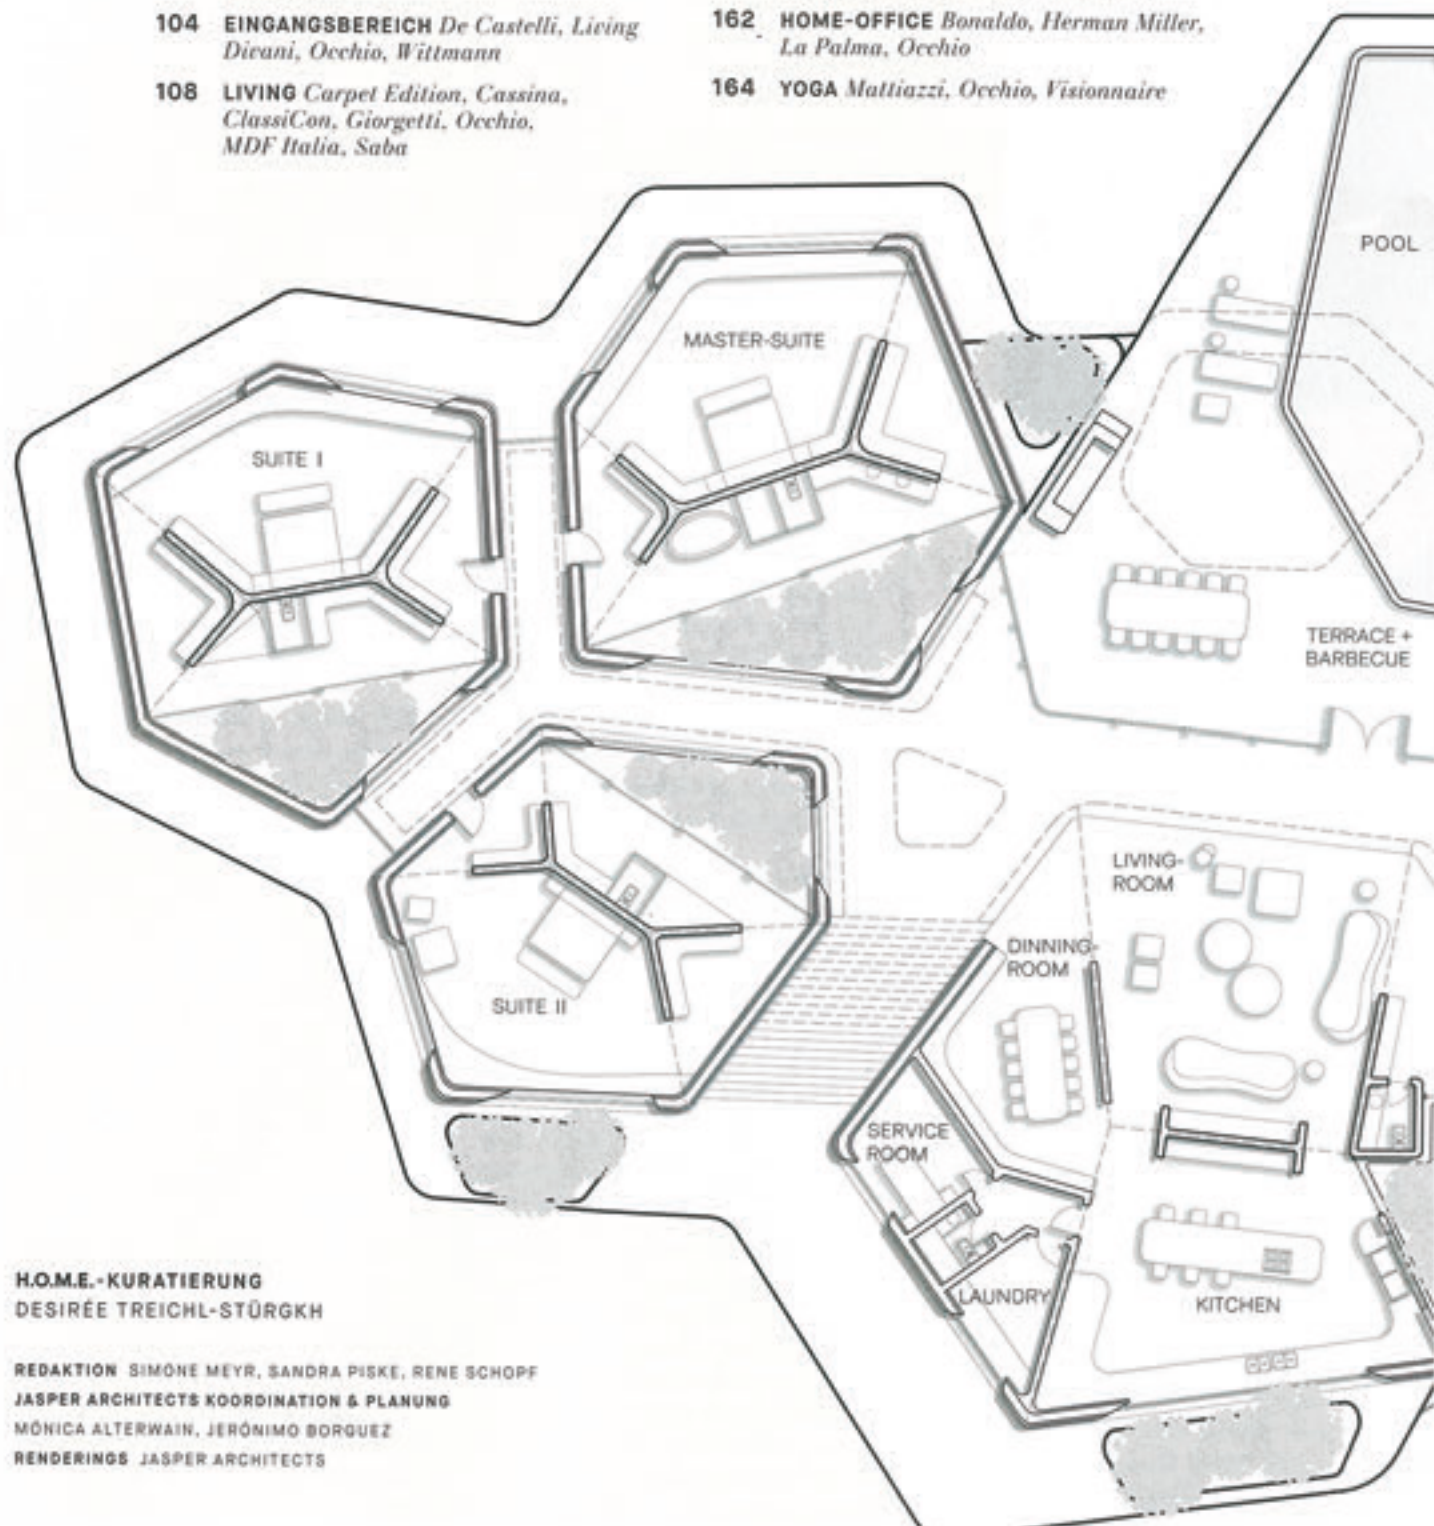 104 EINGANGSBEREICH De Castelli, Living
Divani, Occhio, Wittmann
108 LIVING Carpet Edition, Cassina,
ClassiCon, Giorgetti, Occhio,
MDF Italia, Saba
162 HOME-OFFICE Bonaldo, Herman Miller,
La Palma, Occhio
164 YOGA Mattiazzi, Occhio, Visionnaire
POOL
MASTER-SUITE
SUITE I
TERRACE +
BARBECUE
LIVING-
ROOM
DINNING-
ROOM
SUITE II
SERVICE
ROOM
LAUNDRY
KITCHEN
H.O.M.E.-KURATIERUNG
DESIRÉE TREICHL-STÜRGKH
REDAKTION SIMONE MEYR, SANDRA PISKE, RENE SCHOPF
JASPER ARCHITECTS KOORDINATION & PLANUNG
MÓNICA ALTERWAIN, JERÓNIMO BORGUEZ
RENDERINGS JASPER ARCHITECTS